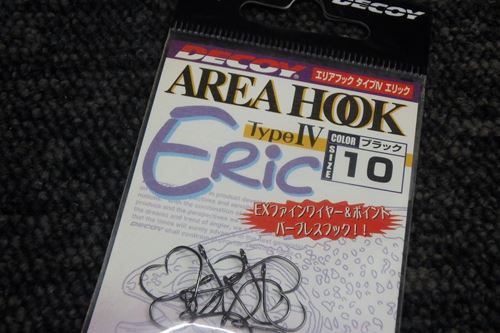 DECOY
DECOY
エリアフック タイプⅣ エリック
AREA HOOK
Type Ⅳ
ERiC
COLOR ブラック
SIZE 10
EXファインワイヤー&ポイント
バーブレスフック!!
DECOY